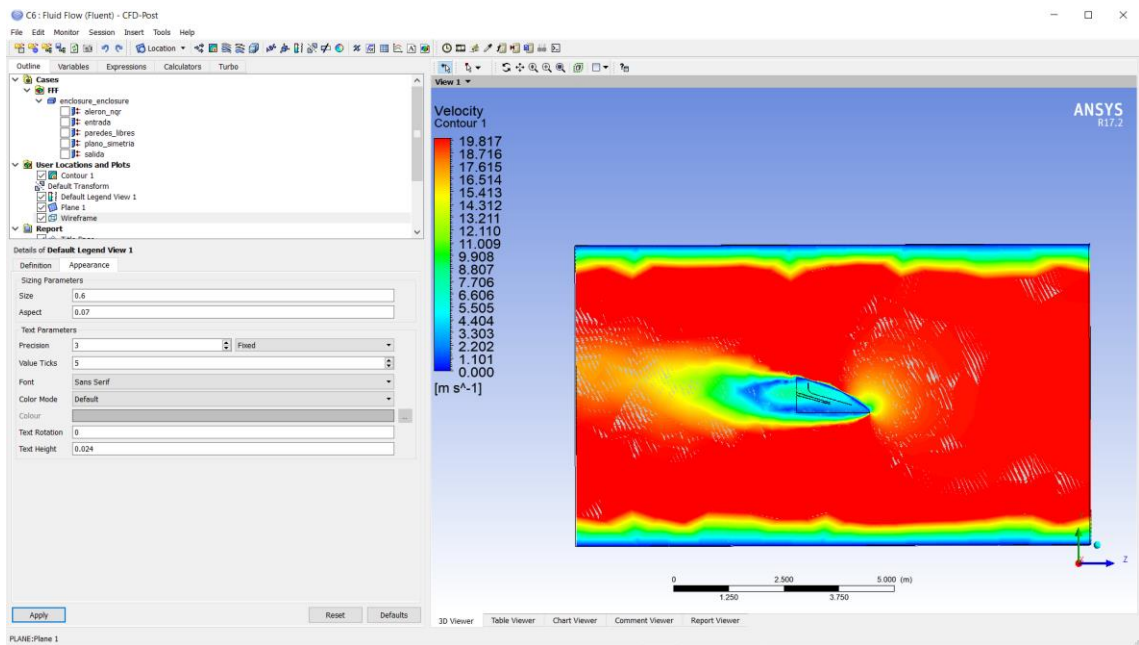 C6 : Fluid Flow (Fluent) - CFD-Post
File Edit Monitor Session Insert Tools Help
Location
Outline Variables Expressions Calculators Turbo
Cases
FFF
enclosure_enclosure
aleron_nqr
entrada
paredes_libres
plano_simetria
salida
User Locations and Plots
Contour 1
Default Transform
Default Legend View 1
Plane 1
Wireframe
Report
Details of Default Legend View 1
Definition Appearance
Sizing Parameters
Size 0.6
Aspect 0.07
Text Parameters
Precision 3 Fixed
Value Ticks 5
Font Sans Serif
Color Mode Default
Colour
Text Rotation 0
Text Height 0.024
Apply Reset Defaults
PLANE:Plane 1
View 1
Velocity
Contour 1
19.817
18.716
17.615
16.514
15.413
14.312
13.211
12.110
11.009
9.908
8.807
7.706
6.606
5.505
4.404
3.303
2.202
1.101
0.000
[m s^-1]
ANSYS
R17.2
Z
0 2.500 5.000 (m)
1.250 3.750
3D Viewer Table Viewer Chart Viewer Comment Viewer Report Viewer